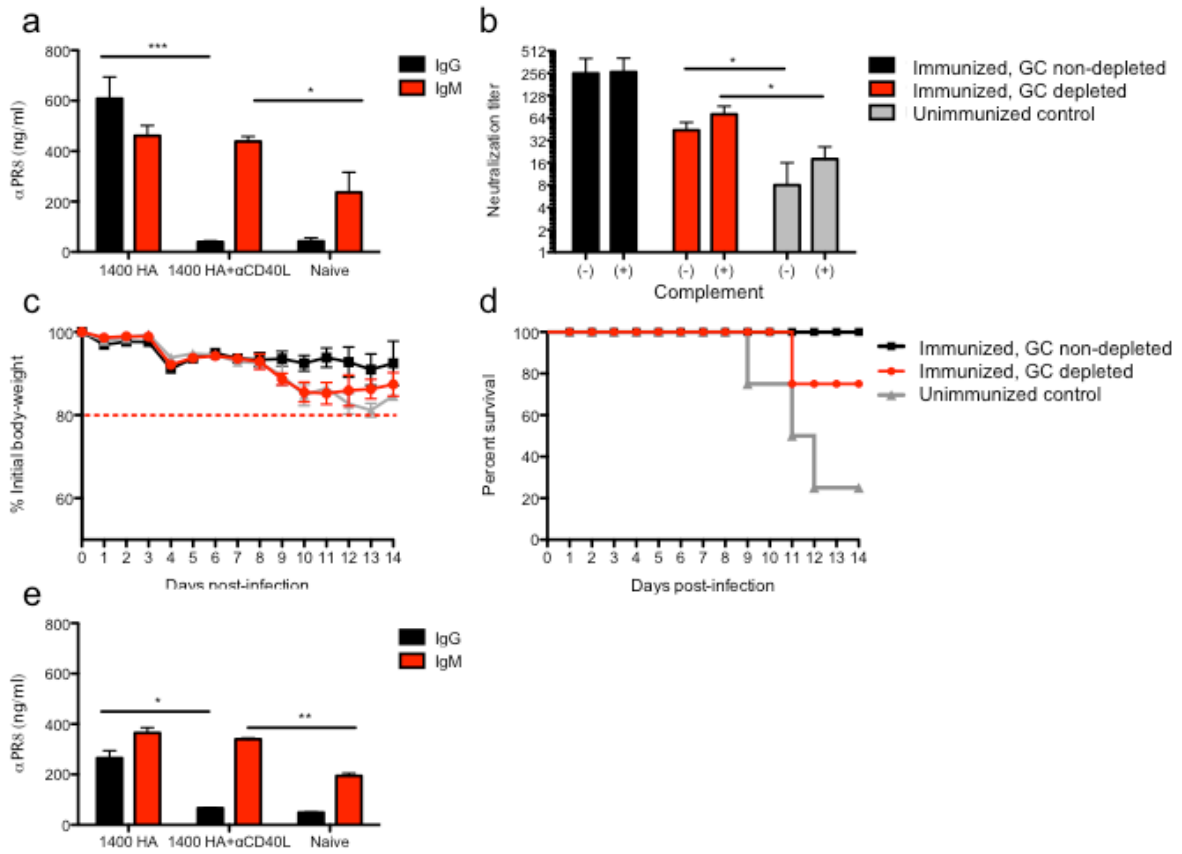 a
***
*
800
600
400
200
0
αPR8 (ng/ml)
IgG
IgM
1400 HA 1400 HA+αCD40L Naive
b
*
*
512
256
128
64
32
16
8
4
2
1
Neutralization titer
(-) (+) (-) (+) (-) (+)
Complement
Immunized, GC non-depleted
Immunized, GC depleted
Unimmunized control
c
100
80
60
% Initial body-weight
0 1 2 3 4 5 6 7 8 9 10 11 12 13 14
Days post-infection
d
100
80
60
40
20
0
Percent survival
0 1 2 3 4 5 6 7 8 9 10 11 12 13 14
Days post-infection
Immunized, GC non-depleted
Immunized, GC depleted
Unimmunized control
e
*
**
800
600
400
200
0
αPR8 (ng/ml)
IgG
IgM
1400 HA 1400 HA+αCD40L Naive